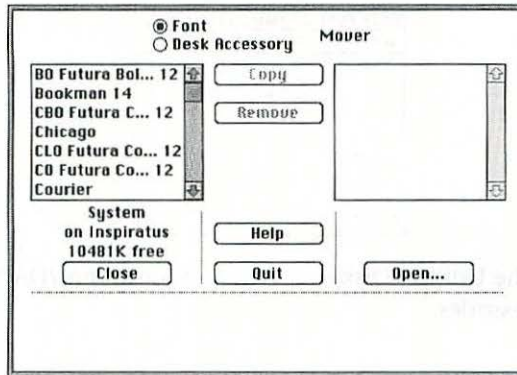 Font
Desk Accessory
Mover
BO Futura Bol... 12
Bookman 14
CBO Futura C... 12
Chicago
CLO Futura Co... 12
CO Futura Co... 12
Courier
Copy
Remove
System
on Inspiratus
10481K free
Close
Help
Quit
Open...